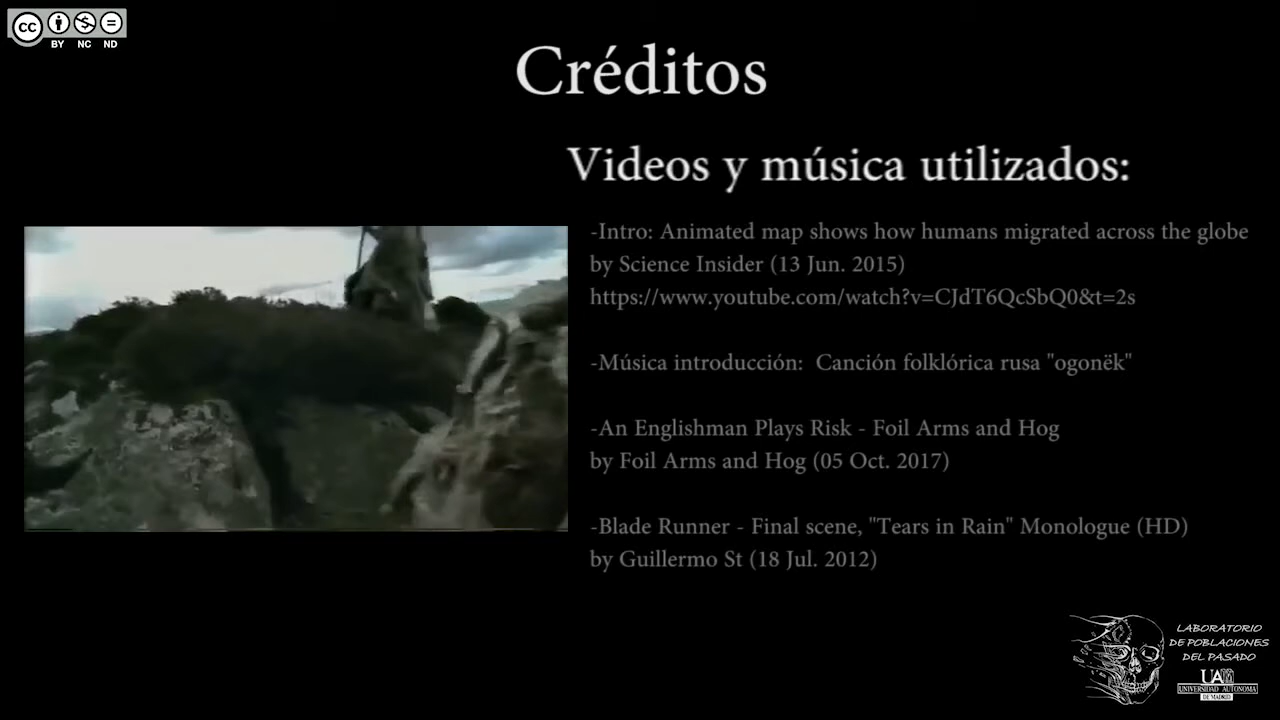 cc
BY NC ND
Créditos
Videos y música utilizados:
-Intro: Animated map shows how humans migrated across the globe
by Science Insider (13 Jun. 2015)
https://www.youtube.com/watch?v=CJdT6QcSbQ0&t=2s
-Música introducción:  Canción folklórica rusa "ogonëk"
-An Englishman Plays Risk - Foil Arms and Hog
by Foil Arms and Hog (05 Oct. 2017)
-Blade Runner - Final scene, "Tears in Rain" Monologue (HD)
by Guillermo St (18 Jul. 2012)
LABORATORIO
DE POBLACIONES
DEL PASADO
UAM
UNIVERSIDAD AUTONOMA
DE MADRID